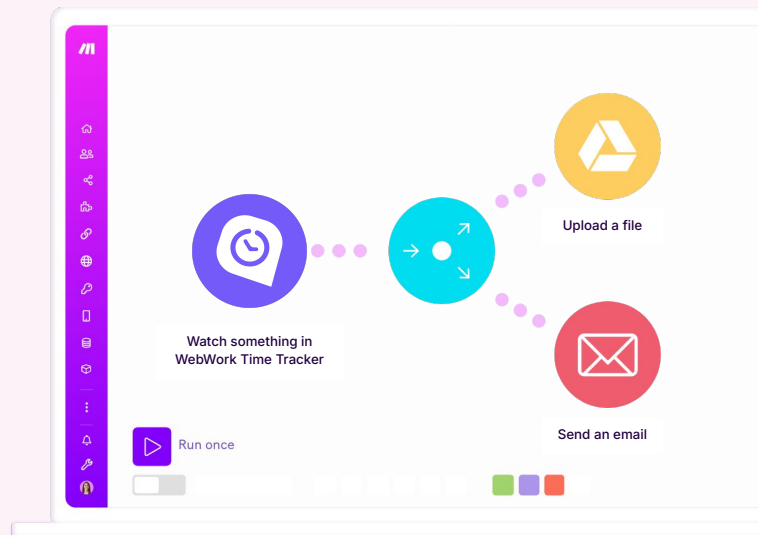 Upload a file
Watch something in
WebWork Time Tracker
Send an email
Run once